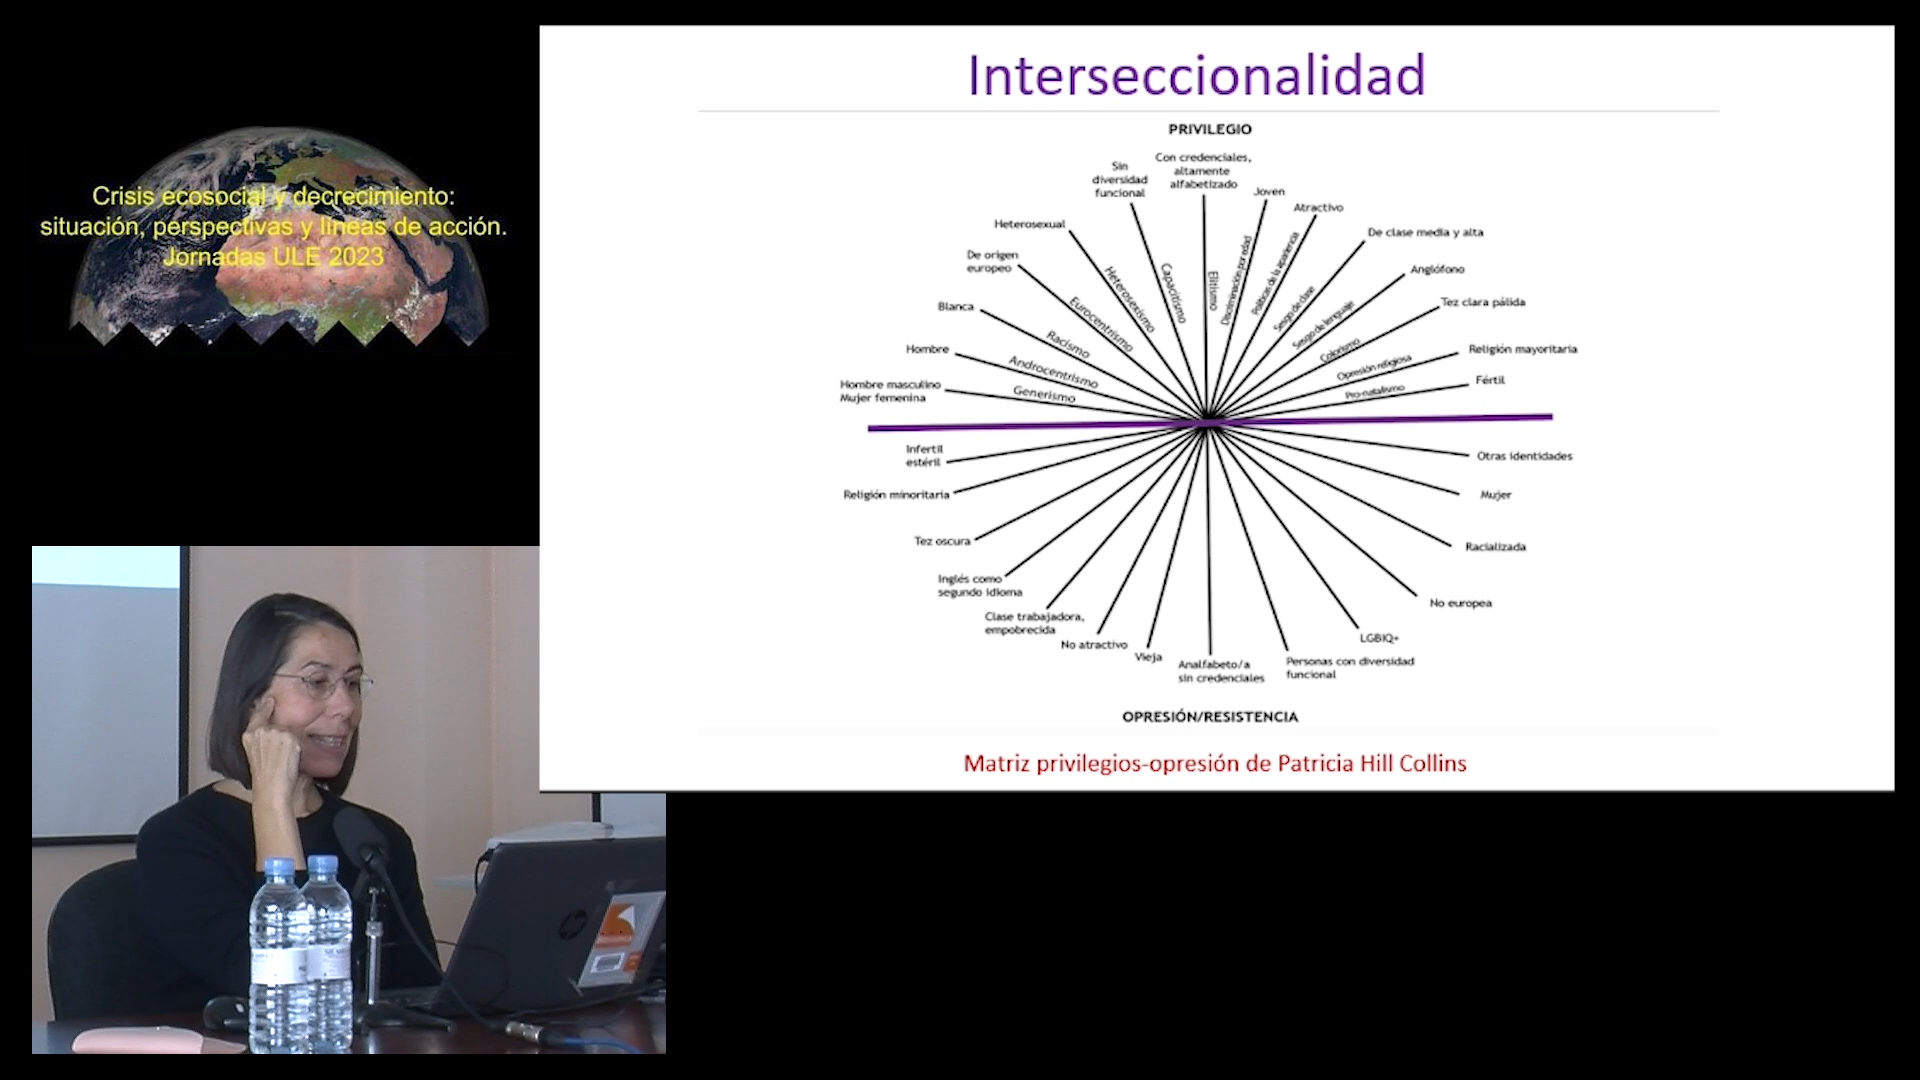 Crisis ecosocial y decrecimiento:
situación, perspectivas y líneas de acción.
Jornadas ULE 2023
Interseccionalidad
PRIVILEGIO
Sin
diversidad
funcional
Con credenciales,
altamente
alfabetizado
Joven
Atractivo
Heterosexual
De clase media y alta
De origen
europeo
Anglófono
Blanca
Tez clara pálida
Hombre
Religión mayoritaria
Hombre masculino
Mujer femenina
Fértil
Generismo
Androcentrismo
Racismo
Eurocentrismo
Heterosexismo
Capacitismo
Elitismo
Discriminación por edad
Políticas de la apariencia
Sesgo de clase
Sesgo de lenguaje
Colorismo
Opresión religiosa
Pro-natalismo
Infertil
estéril
Otras identidades
Religión minoritaria
Mujer
Tez oscura
Racializada
Inglés como
segundo idioma
No europea
Clase trabajadora,
empobrecida
LGBIQ+
No atractivo
Vieja
Analfabeto/a
sin credenciales
Personas con diversidad
funcional
OPRESIÓN/RESISTENCIA
Matriz privilegios-opresión de Patricia Hill Collins
hp